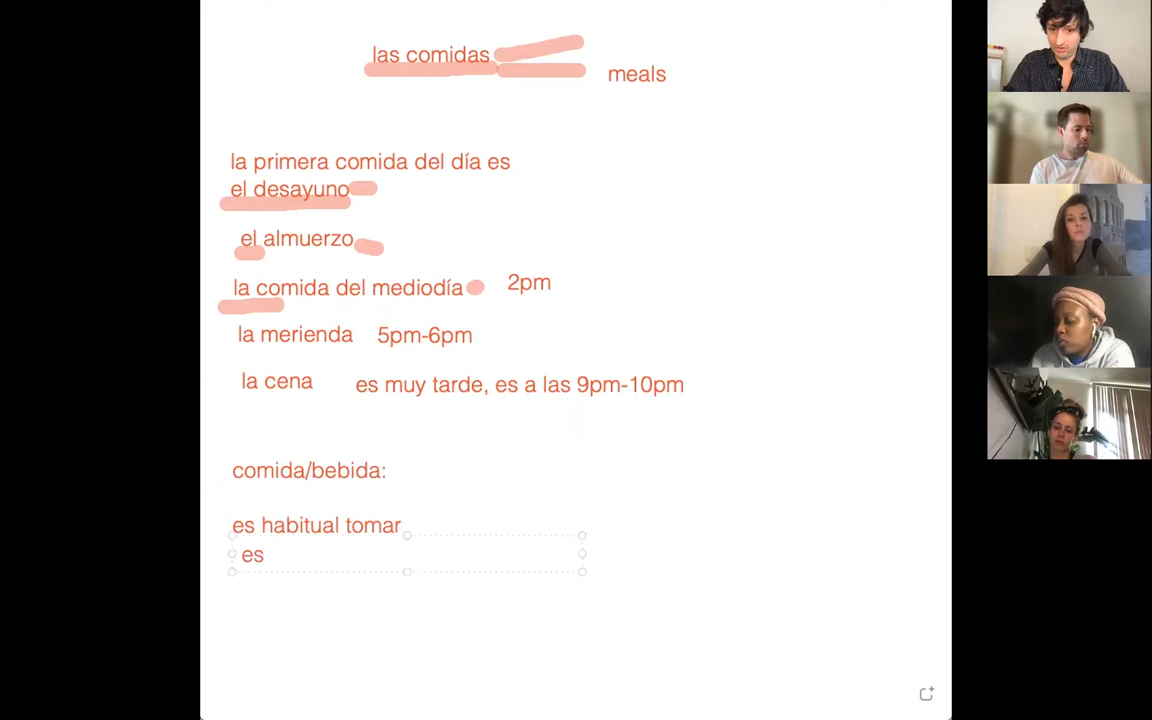 las comidas
meals
la primera comida del día es
el desayuno
el almuerzo
la comida del mediodía 2pm
la merienda 5pm-6pm
la cena es muy tarde, es a las 9pm-10pm
comida/bebida:
es habitual tomar
es